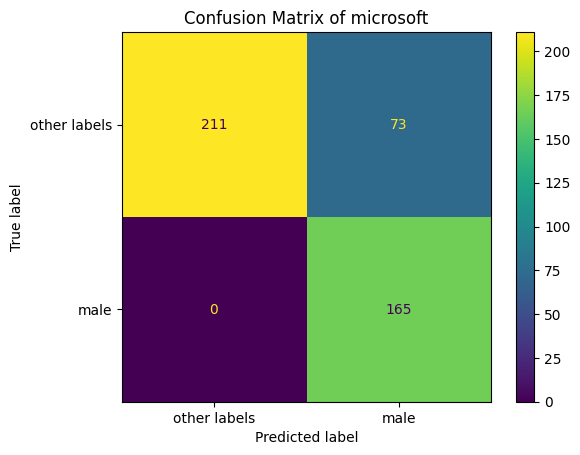 Confusion Matrix of microsoft
other labels
male
True label
211
73
0
165
other labels
male
Predicted label
200
175
150
125
100
75
50
25
0